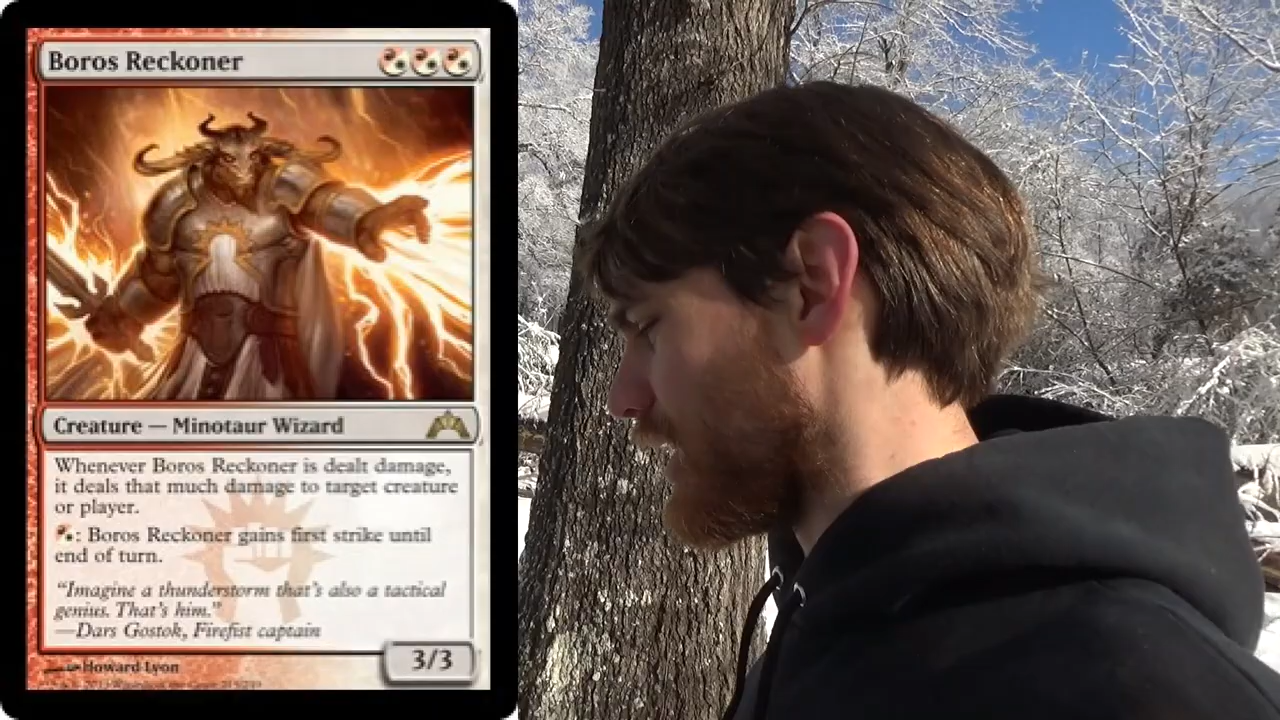 Boros Reckoner
Creature — Minotaur Wizard
Whenever Boros Reckoner is dealt damage,
it deals that much damage to target creature
or player.
: Boros Reckoner gains first strike until
end of turn.
“Imagine a thunderstorm that’s also a tactical
genius. That’s him.”
—Dars Gostok, Firefist captain
3/3
Howard Lyon